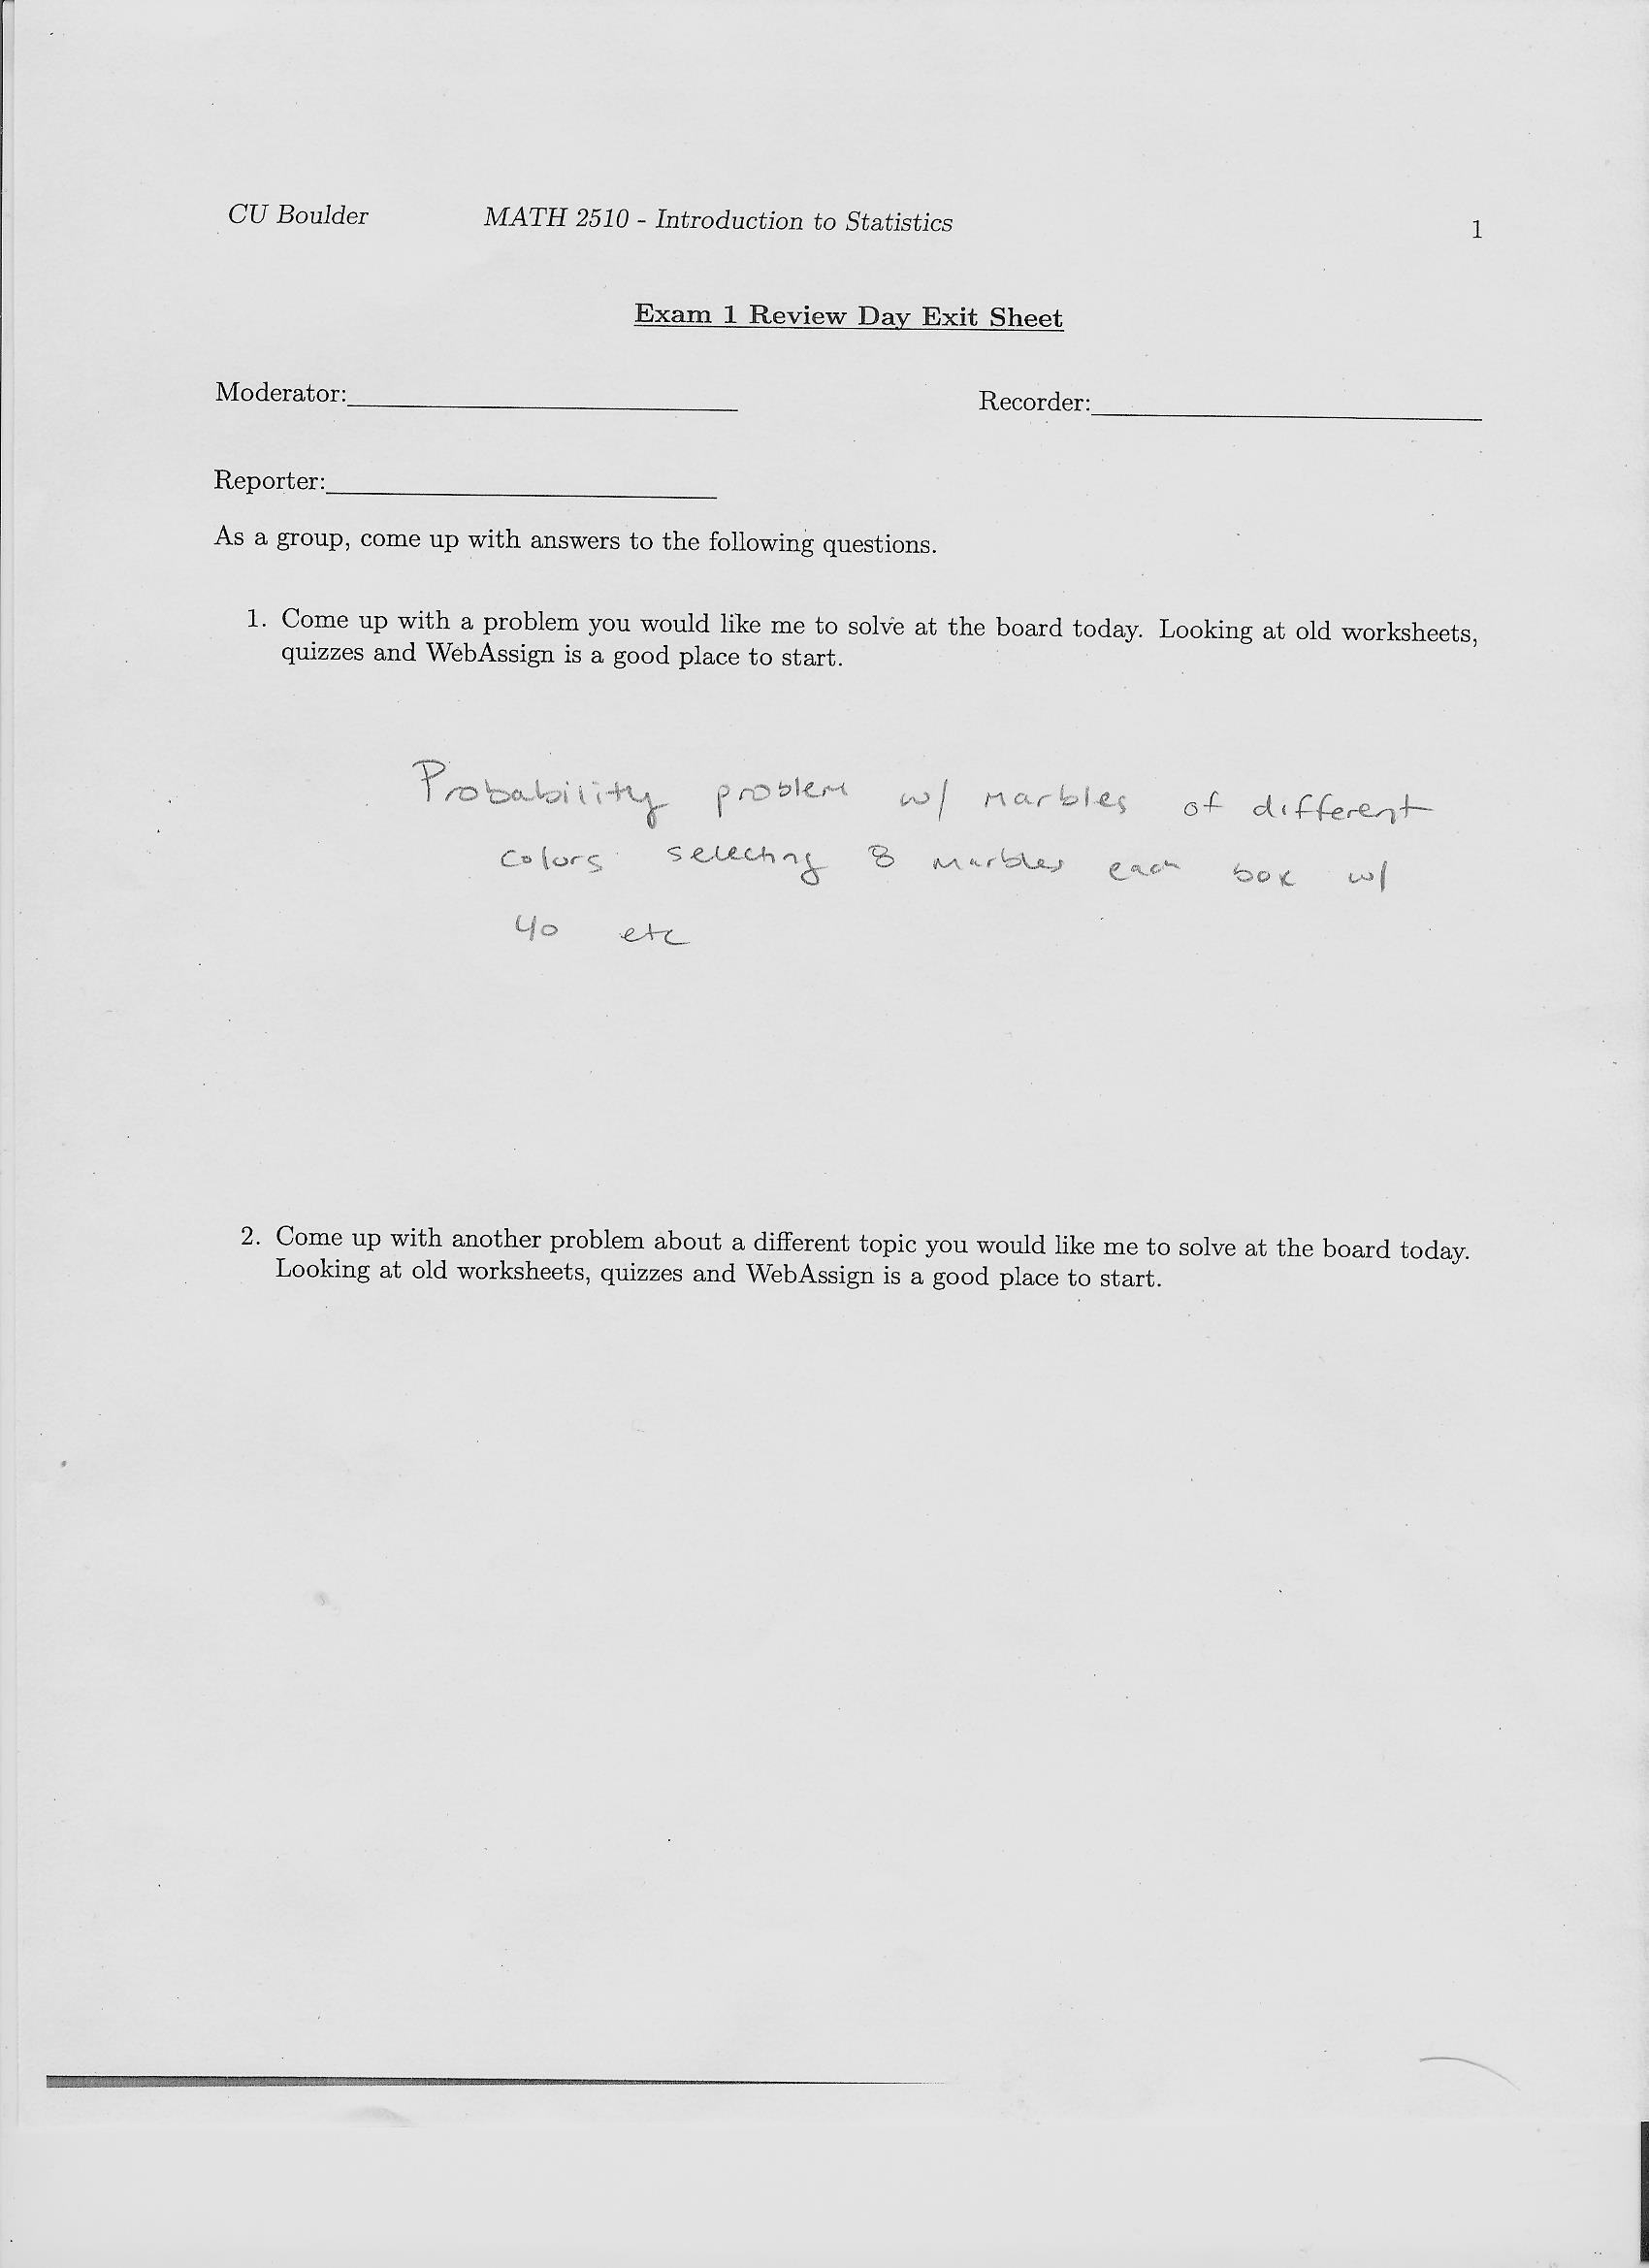 CU Boulder MATH 2510 - Introduction to Statistics 1
Exam 1 Review Day Exit Sheet
Moderator: Recorder:
Reporter:
As a group, come up with answers to the following questions.
1. Come up with a problem you would like me to solve at the board today. Looking at old worksheets,
quizzes and WebAssign is a good place to start.
Probability problem w/ marbles of different
colors selecting 8 marbles each box w/
40 etc
2. Come up with another problem about a different topic you would like me to solve at the board today.
Looking at old worksheets, quizzes and WebAssign is a good place to start.